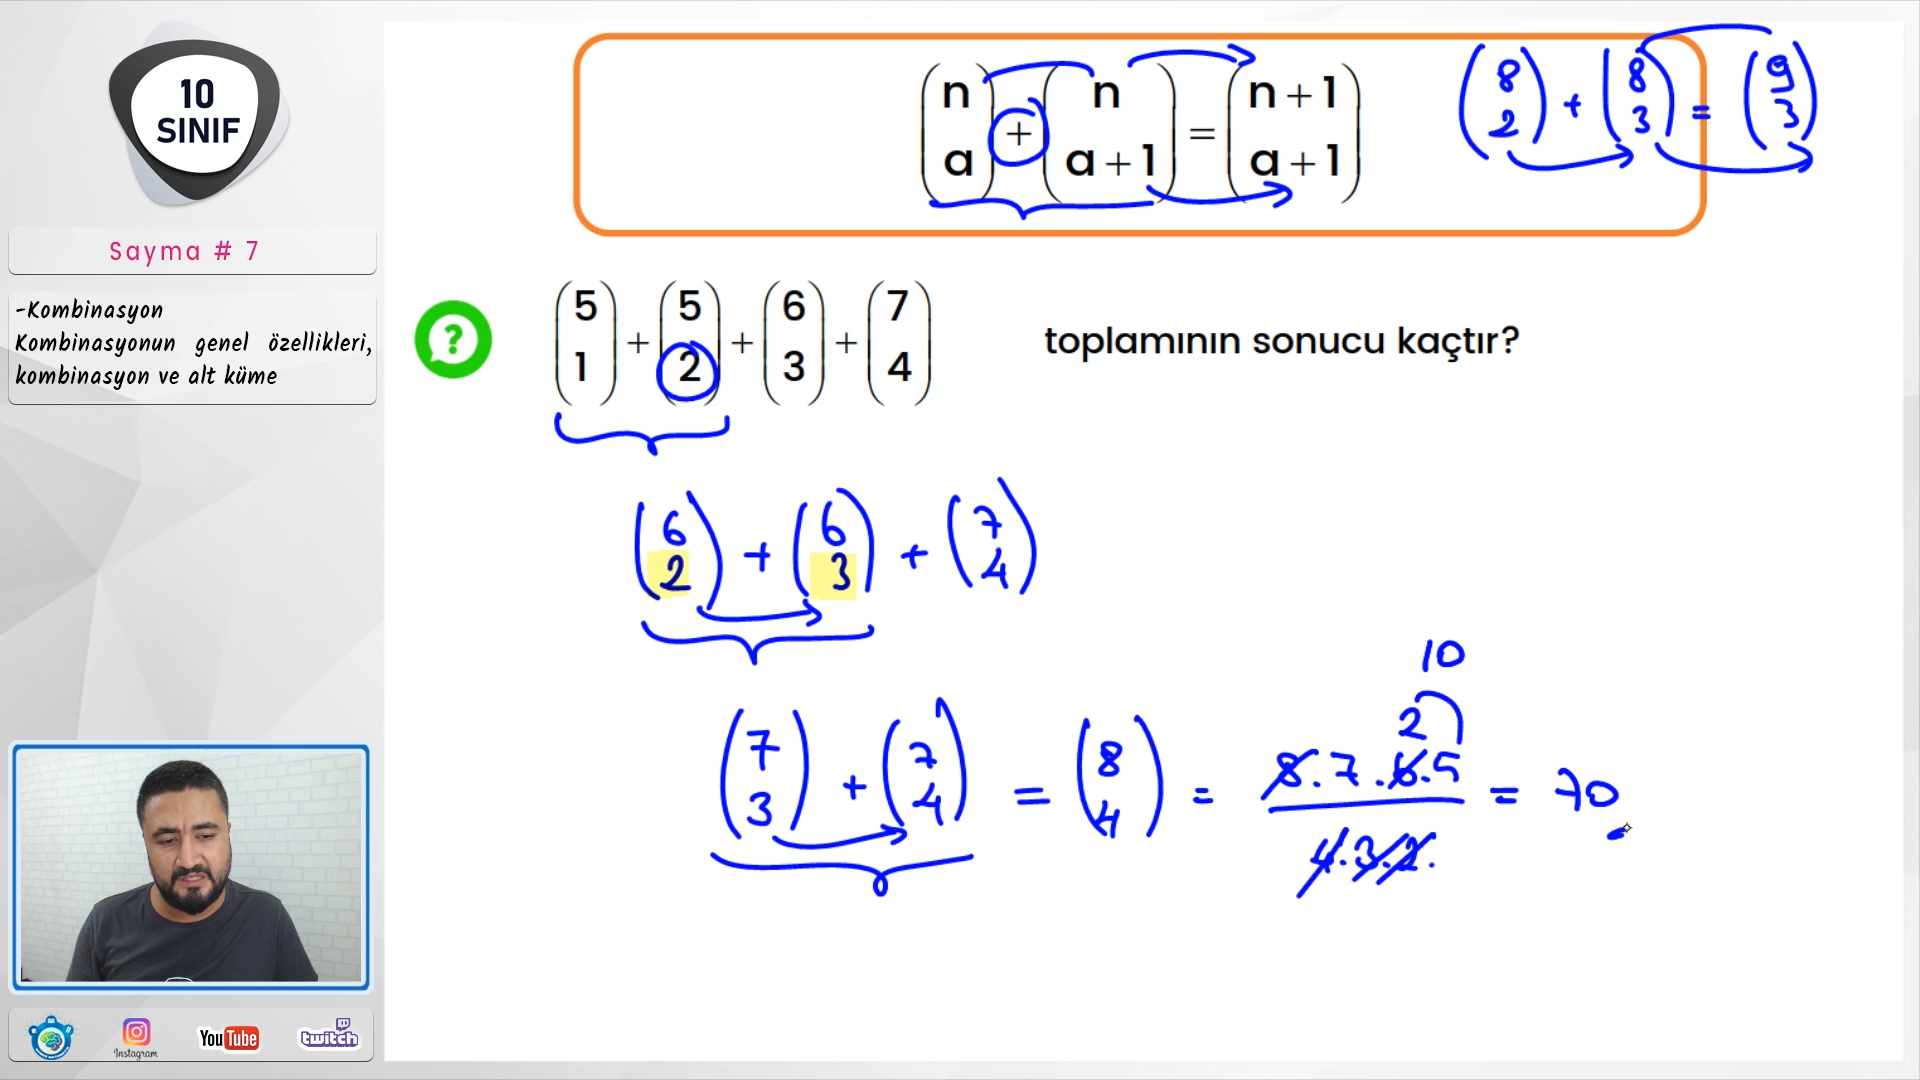 10
SINIF
Sayma # 7
-Kombinasyon
Kombinasyonun genel özellikleri,
kombinasyon ve alt küme
(n a) + (n a+1) = (n+1 a+1)
(8 2) + (8 3) = (9 3)
?
(5 1) + (5 2) + (6 3) + (7 4) toplamının sonucu kaçtır?
(6 2) + (6 3) + (7 4)
10
2
(7 3) + (7 4) = (8 4) = 8.7.6.5 / 4.3.2. = 70
Instagram
YouTube
twitch